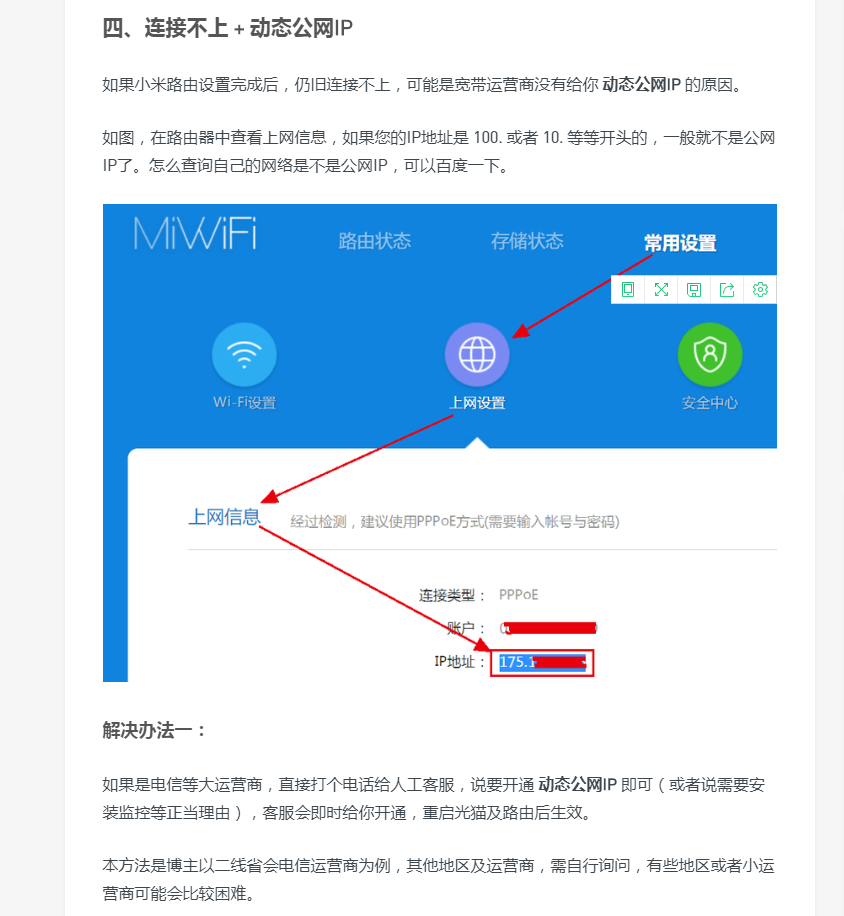 四、连接不上 + 动态公网IP
如果小米路由设置完成后，仍旧连接不上，可能是宽带运营商没有给你 动态公网IP 的原因。
如图，在路由器中查看上网信息，如果您的IP地址是 100. 或者 10. 等等开头的，一般就不是公网
IP了。怎么查询自己的网络是不是公网IP，可以百度一下。
MiWiFi
路由状态
存储状态
常用设置
Wi-Fi设置
上网设置
安全中心
上网信息
经过检测，建议使用PPPoE方式(需要输入帐号与密码)
连接类型： PPPoE
账户：
IP地址： 175.1
解决办法一：
如果是电信等大运营商，直接打个电话给人工客服，说要开通 动态公网IP 即可（或者说需要安
装监控等正当理由），客服会即时给你开通，重启光猫及路由后生效。
本方法是博主以二线省会电信运营商为例，其他地区及运营商，需自行询问，有些地区或者小运
营商可能会比较困难。